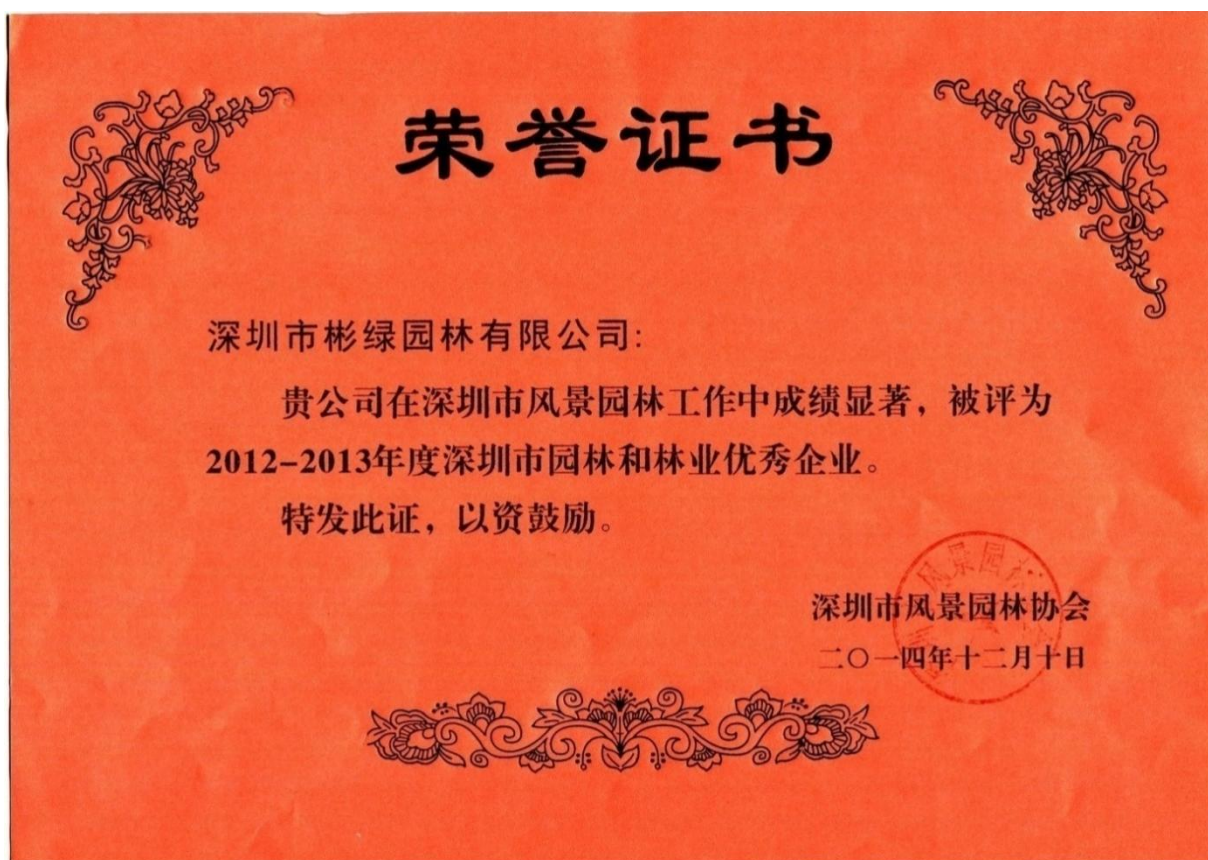 荣誉证书
深圳市彬绿园林有限公司:
贵公司在深圳市风景园林工作中成绩显著，被评为
2012-2013年度深圳市园林和林业优秀企业。
特发此证，以资鼓励。
深圳市风景园林协会
二〇一四年十二月十日